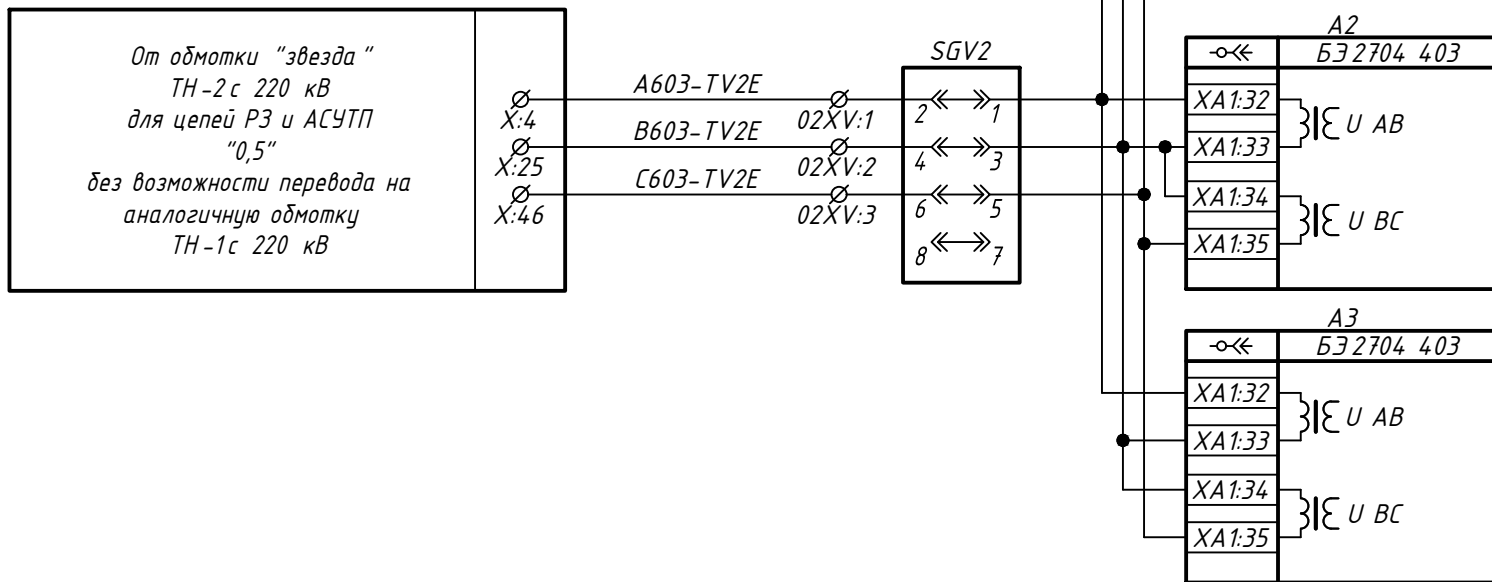 От обмотки "звезда"
ТН-2с 220 кВ
для цепей РЗ и АСУТП
"0,5"
без возможности перевода на
аналогичную обмотку
ТН-1с 220 кВ
X:4
X:25
X:46
A603-TV2E
B603-TV2E
C603-TV2E
02XV:1
02XV:2
02XV:3
SGV2
2 1
4 3
6 5
8 7
A2
БЭ2704 403
XA1:32
XA1:33
U AB
XA1:34
XA1:35
U BC
A3
БЭ2704 403
XA1:32
XA1:33
U AB
XA1:34
XA1:35
U BC